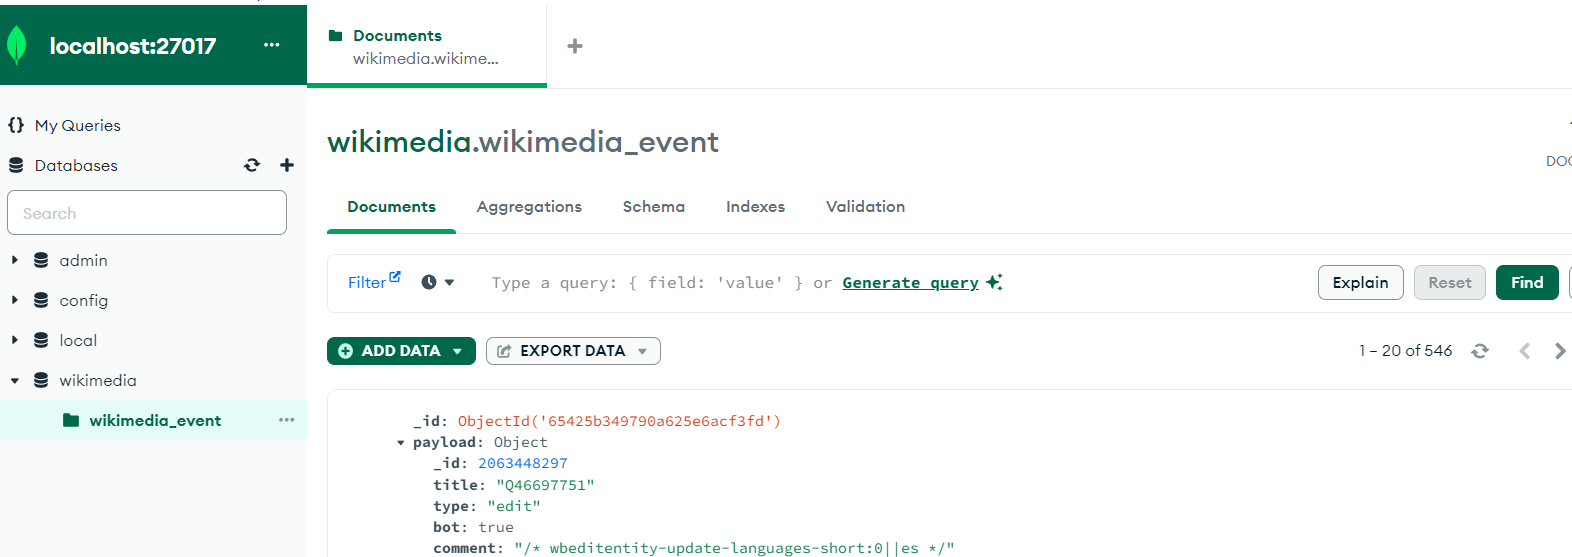 localhost:27017
Documents
wikimedia.wikime...
My Queries
Databases
Search
admin
config
local
wikimedia
wikimedia_event
wikimedia.wikimedia_event
Documents Aggregations Schema Indexes Validation
Filter Type a query: { field: 'value' } or Generate query Explain Reset Find
ADD DATA EXPORT DATA 1 – 20 of 546
_id: ObjectId('65425b349790a625e6acf3fd')
payload: Object
_id: 2063448297
title: "Q46697751"
type: "edit"
bot: true
comment: "/* wbeditentity-update-languages-short:0||es */"